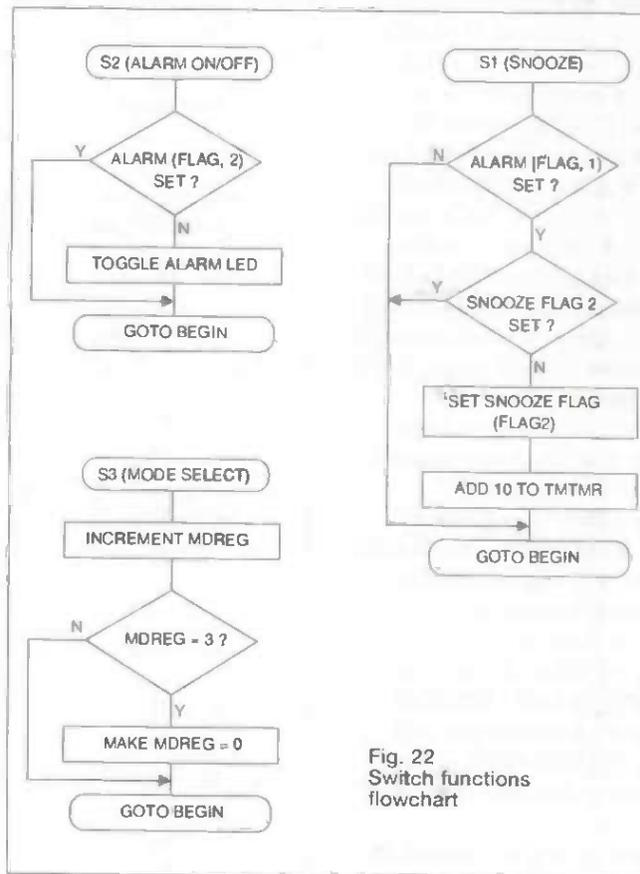 S2 (ALARM ON/OFF)
Y
ALARM (FLAG, 2)
SET ?
N
TOGGLE ALARM LED
GOTO BEGIN
S1 (SNOOZE)
N
ALARM [FLAG, 1)
SET ?
Y
Y
SNOOZE FLAG 2
SET ?
N
SET SNOOZE FLAG
(FLAG2)
ADD 10 TO TMTMR
GOTO BEGIN
S3 (MODE SELECT)
INCREMENT MDREG
N
MDREG = 3 ?
Y
MAKE MDREG = 0
GOTO BEGIN
Fig. 22
Switch functions
flowchart